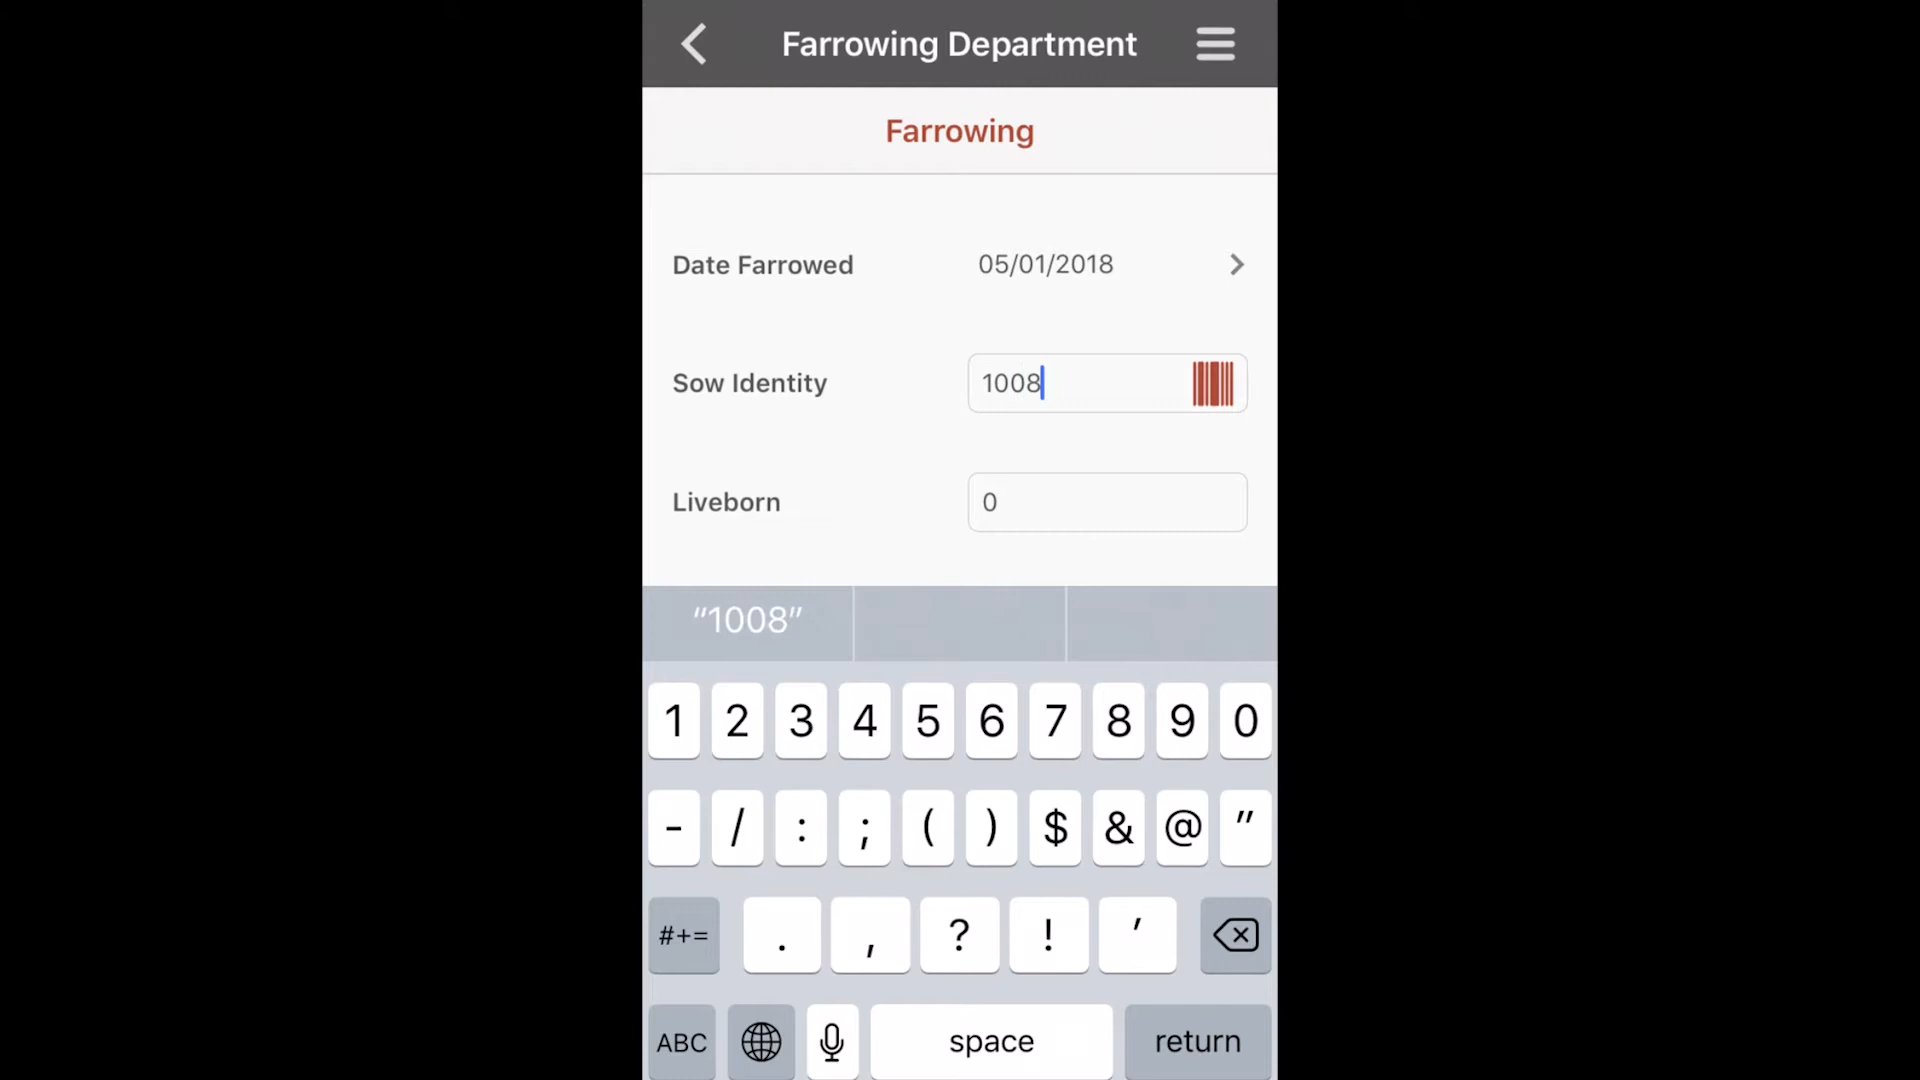 Farrowing Department
Farrowing
Date Farrowed 05/01/2018
Sow Identity 1008
Liveborn 0
“1008”
1 2 3 4 5 6 7 8 9 0
- / : ; ( ) $ & @ "
#+= . , ? ! '
ABC space return